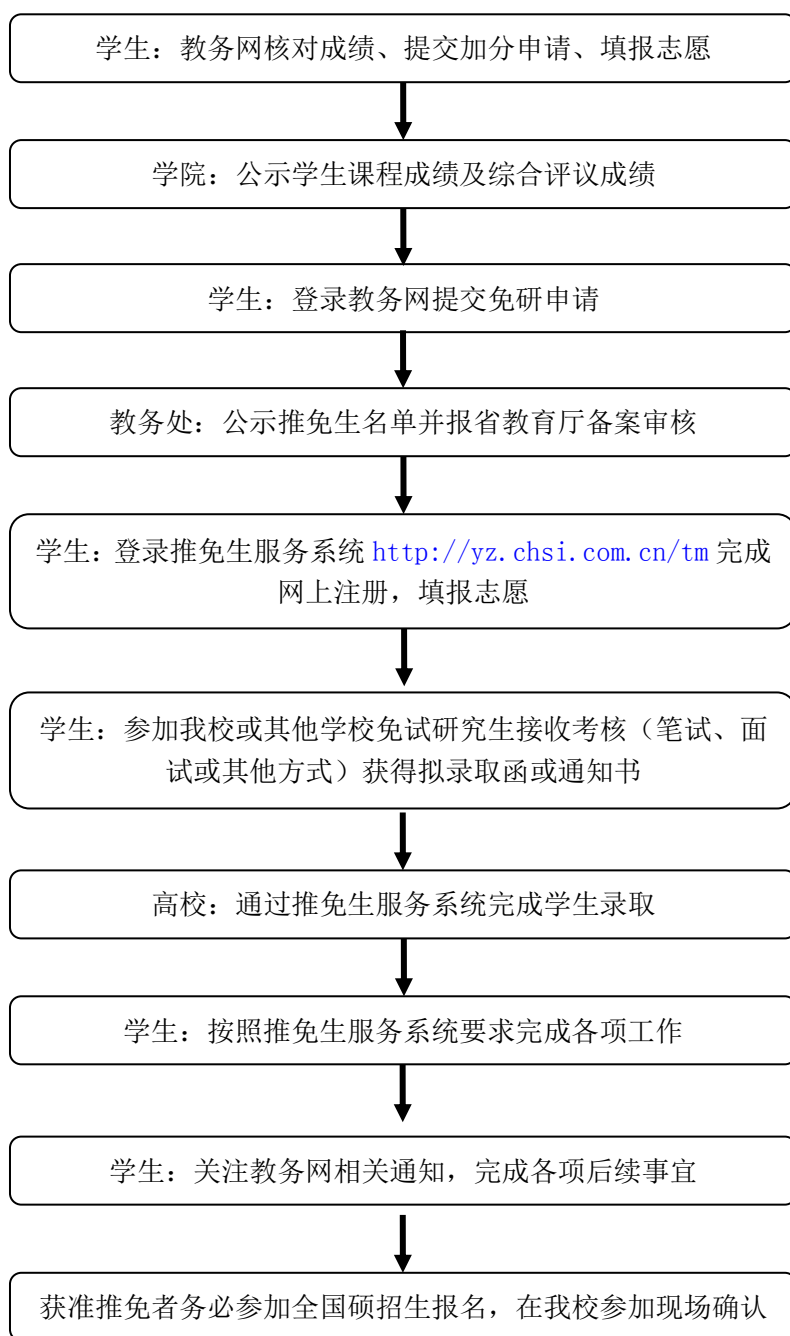 学生：教务网核对成绩、提交加分申请、填报志愿
学院：公示学生课程成绩及综合评议成绩
学生：登录教务网提交免研申请
教务处：公示推免生名单并报省教育厅备案审核
学生：登录推免生服务系统 http://yz.chsi.com.cn/tm 完成
网上注册，填报志愿
学生：参加我校或其他学校免试研究生接收考核（笔试、面
试或其他方式）获得拟录取函或通知书
高校：通过推免生服务系统完成学生录取
学生：按照推免生服务系统要求完成各项工作
学生：关注教务网相关通知，完成各项后续事宜
获准推免者务必参加全国硕招生报名，在我校参加现场确认